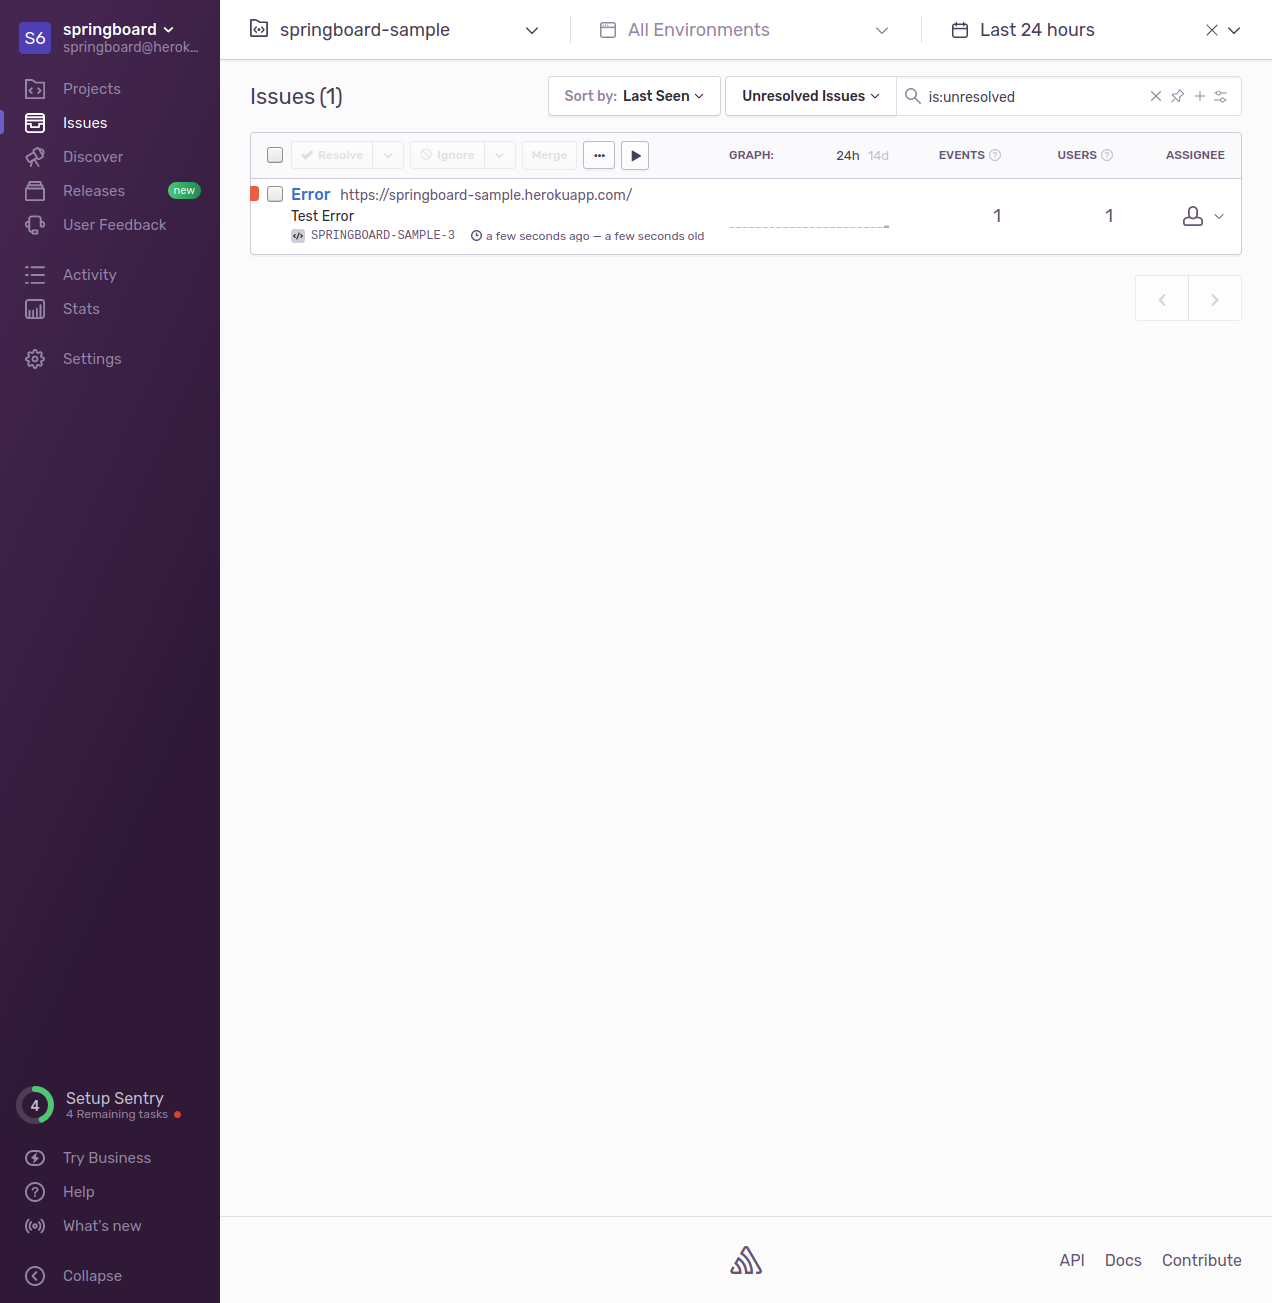 S6
springboard
springboard@herok...
Projects
Issues
Discover
Releases new
User Feedback
Activity
Stats
Settings
4
Setup Sentry
4 Remaining tasks
Try Business
Help
What's new
Collapse
springboard-sample All Environments Last 24 hours
Issues (1) Sort by: Last Seen Unresolved Issues is:unresolved
Resolve Ignore Merge GRAPH: 24h 14d EVENTS ? USERS ? ASSIGNEE
Error https://springboard-sample.herokuapp.com/
Test Error
SPRINGBOARD-SAMPLE-3 a few seconds ago — a few seconds old
1 1
API Docs Contribute